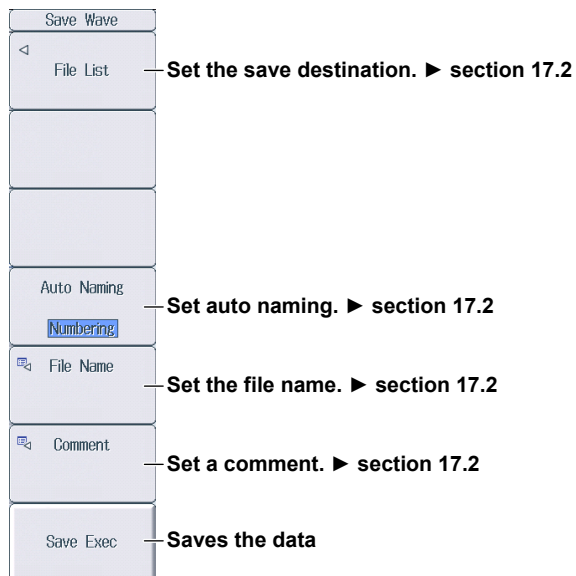 Save Wave
File List
Set the save destination. ► section 17.2
Auto Naming
Numbering
Set auto naming. ► section 17.2
File Name
Set the file name. ► section 17.2
Comment
Set a comment. ► section 17.2
Save Exec
Saves the data